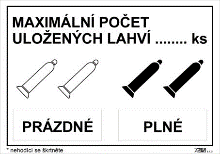 MAXIMÁLNÍ POČET
ULOŽENÝCH LAHVÍ ........ ks
PRÁZDNÉ
PLNÉ
* nehodící se škrtněte